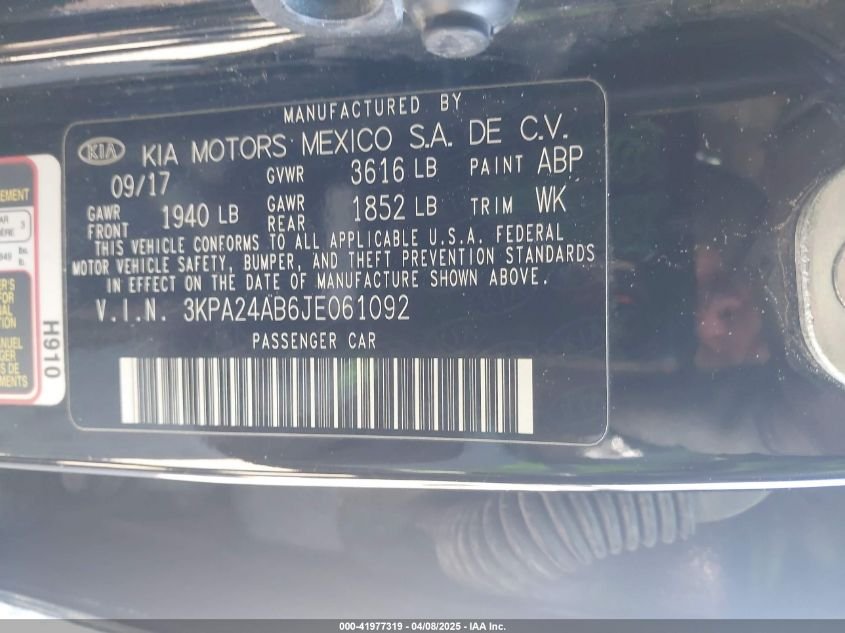 MANUFACTURED BY
KIA KIA MOTORS MEXICO S.A. DE C.V.
09/17 GVWR 3616 LB PAINT ABP
GAWR FRONT 1940 LB GAWR REAR 1852 LB TRIM WK
THIS VEHICLE CONFORMS TO ALL APPLICABLE U.S.A. FEDERAL
MOTOR VEHICLE SAFETY, BUMPER, AND THEFT PREVENTION STANDARDS
IN EFFECT ON THE DATE OF MANUFACTURE SHOWN ABOVE.
V.I.N. 3KPA24AB6JE061092
PASSENGER CAR
H910
000-41977319 - 04/08/2025 - IAA Inc.